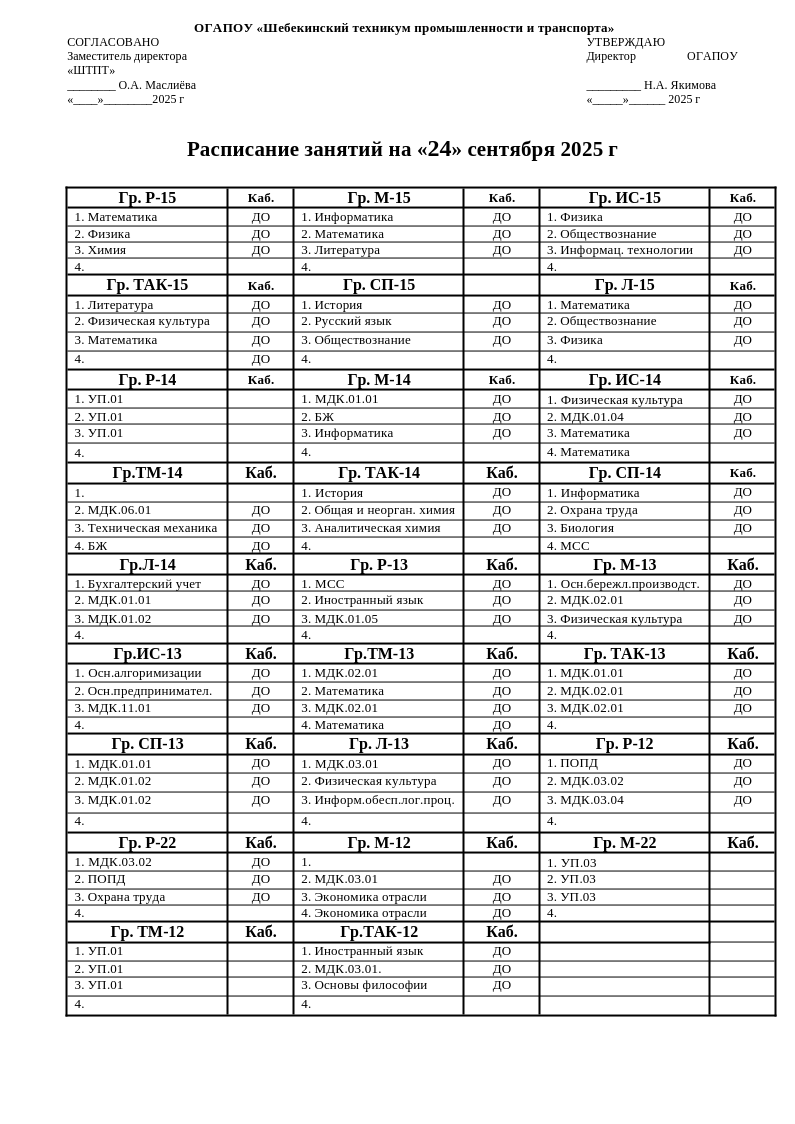 ОГАПОУ «Шебекинский техникум промышленности и транспорта»
СОГЛАСОВАНО УТВЕРЖДАЮ
Заместитель директора Директор ОГАПОУ
«ШТПТ»
________ О.А. Маслиёва _________ Н.А. Якимова
«____»________2025 г «_____»______ 2025 г
Расписание занятий на «24» сентября 2025 г
Гр. Р-15 Каб. Гр. М-15 Каб. Гр. ИС-15 Каб.
1. Математика ДО 1. Информатика ДО 1. Физика ДО
2. Физика ДО 2. Математика ДО 2. Обществознание ДО
3. Химия ДО 3. Литература ДО 3. Информац. технологии ДО
4. 4. 4.
Гр. ТАК-15 Каб. Гр. СП-15 Гр. Л-15 Каб.
1. Литература ДО 1. История ДО 1. Математика ДО
2. Физическая культура ДО 2. Русский язык ДО 2. Обществознание ДО
3. Математика ДО 3. Обществознание ДО 3. Физика ДО
4. ДО 4. 4.
Гр. Р-14 Каб. Гр. М-14 Каб. Гр. ИС-14 Каб.
1. УП.01 1. МДК.01.01 ДО 1. Физическая культура ДО
2. УП.01 2. БЖ ДО 2. МДК.01.04 ДО
3. УП.01 3. Информатика ДО 3. Математика ДО
4. 4. 4. Математика
Гр.ТМ-14 Каб. Гр. ТАК-14 Каб. Гр. СП-14 Каб.
1. 1. История ДО 1. Информатика ДО
2. МДК.06.01 ДО 2. Общая и неорган. химия ДО 2. Охрана труда ДО
3. Техническая механика ДО 3. Аналитическая химия ДО 3. Биология ДО
4. БЖ ДО 4. 4. МСС
Гр.Л-14 Каб. Гр. Р-13 Каб. Гр. М-13 Каб.
1. Бухгалтерский учет ДО 1. МСС ДО 1. Осн.бережл.производст. ДО
2. МДК.01.01 ДО 2. Иностранный язык ДО 2. МДК.02.01 ДО
3. МДК.01.02 ДО 3. МДК.01.05 ДО 3. Физическая культура ДО
4. 4. 4.
Гр.ИС-13 Каб. Гр.ТМ-13 Каб. Гр. ТАК-13 Каб.
1. Осн.алгоримизации ДО 1. МДК.02.01 ДО 1. МДК.01.01 ДО
2. Осн.предпринимател. ДО 2. Математика ДО 2. МДК.02.01 ДО
3. МДК.11.01 ДО 3. МДК.02.01 ДО 3. МДК.02.01 ДО
4. 4. Математика ДО 4.
Гр. СП-13 Каб. Гр. Л-13 Каб. Гр. Р-12 Каб.
1. МДК.01.01 ДО 1. МДК.03.01 ДО 1. ПОПД ДО
2. МДК.01.02 ДО 2. Физическая культура ДО 2. МДК.03.02 ДО
3. МДК.01.02 ДО 3. Информ.обесп.лог.проц. ДО 3. МДК.03.04 ДО
4. 4. 4.
Гр. Р-22 Каб. Гр. М-12 Каб. Гр. М-22 Каб.
1. МДК.03.02 ДО 1. 1. УП.03
2. ПОПД ДО 2. МДК.03.01 ДО 2. УП.03
3. Охрана труда ДО 3. Экономика отрасли ДО 3. УП.03
4. 4. Экономика отрасли ДО 4.
Гр. ТМ-12 Каб. Гр.ТАК-12 Каб.
1. УП.01 1. Иностранный язык ДО
2. УП.01 2. МДК.03.01. ДО
3. УП.01 3. Основы философии ДО
4. 4.